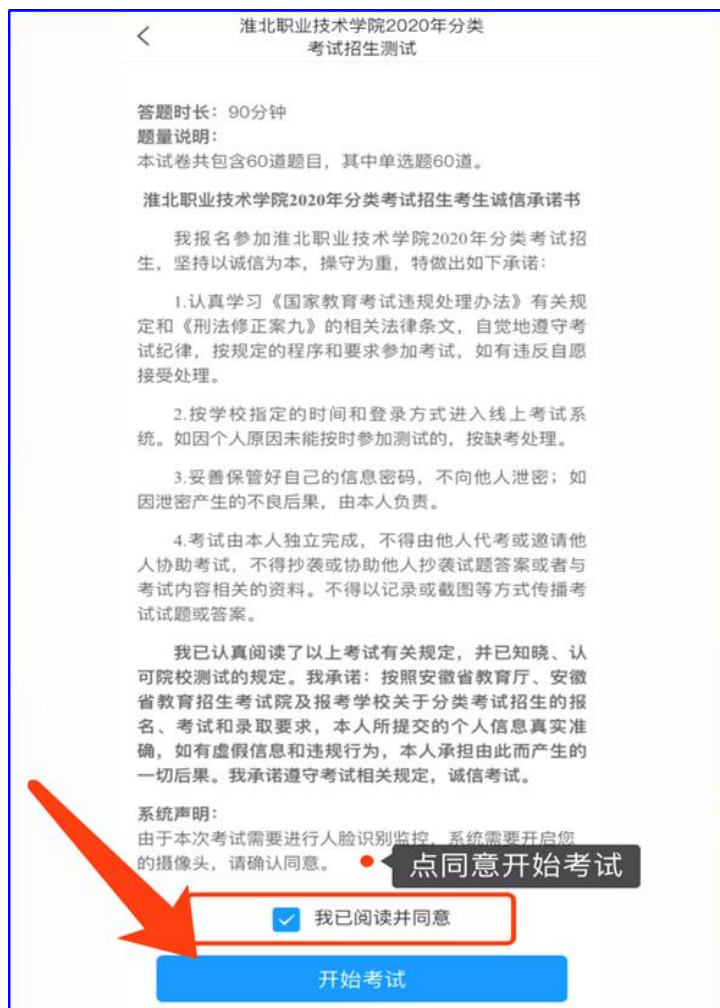 淮北职业技术学院2020年分类
考试招生测试
答题时长：90分钟
题量说明：
本试卷共包含60道题目，其中单选题60道。
淮北职业技术学院2020年分类考试招生考生诚信承诺书
我报名参加淮北职业技术学院2020年分类考试招
生，坚持以诚信为本，操守为重，特做出如下承诺：
1.认真学习《国家教育考试违规处理办法》有关规
定和《刑法修正案九》的相关法律条文，自觉地遵守考
试纪律，按规定的程序和要求参加考试，如有违反自愿
接受处理。
2.按学校指定的时间和登录方式进入线上考试系
统。如因个人原因未能按时参加测试的，按缺考处理。
3.妥善保管好自己的信息密码，不向他人泄密；如
因泄密产生的不良后果，由本人负责。
4.考试由本人独立完成，不得由他人代考或邀请他
人协助考试，不得抄袭或协助他人抄袭试题答案或者与
考试内容相关的资料。不得以记录或截图等方式传播考
试试题或答案。
我已认真阅读了以上考试有关规定，并已知晓、认
可院校测试的规定。我承诺：按照安徽省教育厅、安徽
省教育招生考试院及报考学校关于分类考试招生的报
名、考试和录取要求，本人所提交的个人信息真实准
确，如有虚假信息和违规行为，本人承担由此而产生的
一切后果。我承诺遵守考试相关规定，诚信考试。
系统声明：
由于本次考试需要进行人脸识别监控，系统需要开启您
的摄像头，请确认同意。
点同意开始考试
我已阅读并同意
开始考试